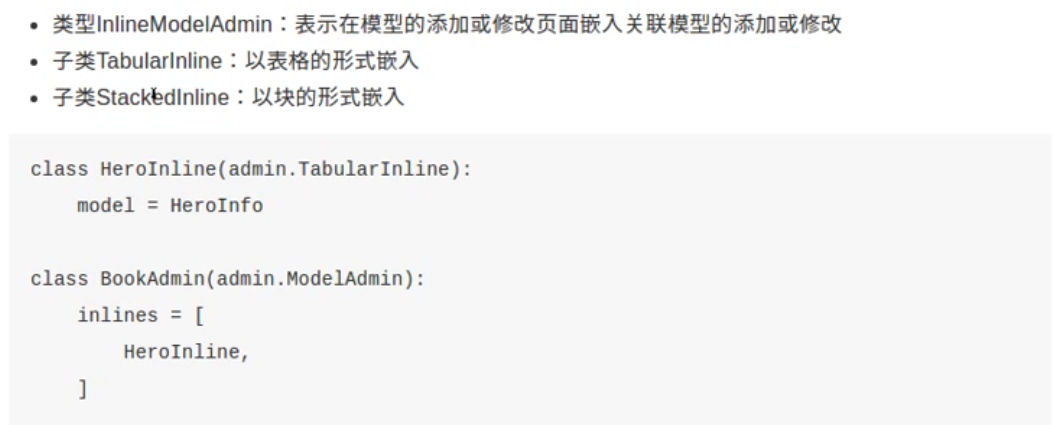 • 类型InlineModelAdmin：表示在模型的添加或修改页面嵌入关联模型的添加或修改
• 子类TabularInline：以表格的形式嵌入
• 子类StackedInline：以块的形式嵌入
class HeroInline(admin.TabularInline):
    model = HeroInfo
class BookAdmin(admin.ModelAdmin):
    inlines = [
        HeroInline,
    ]